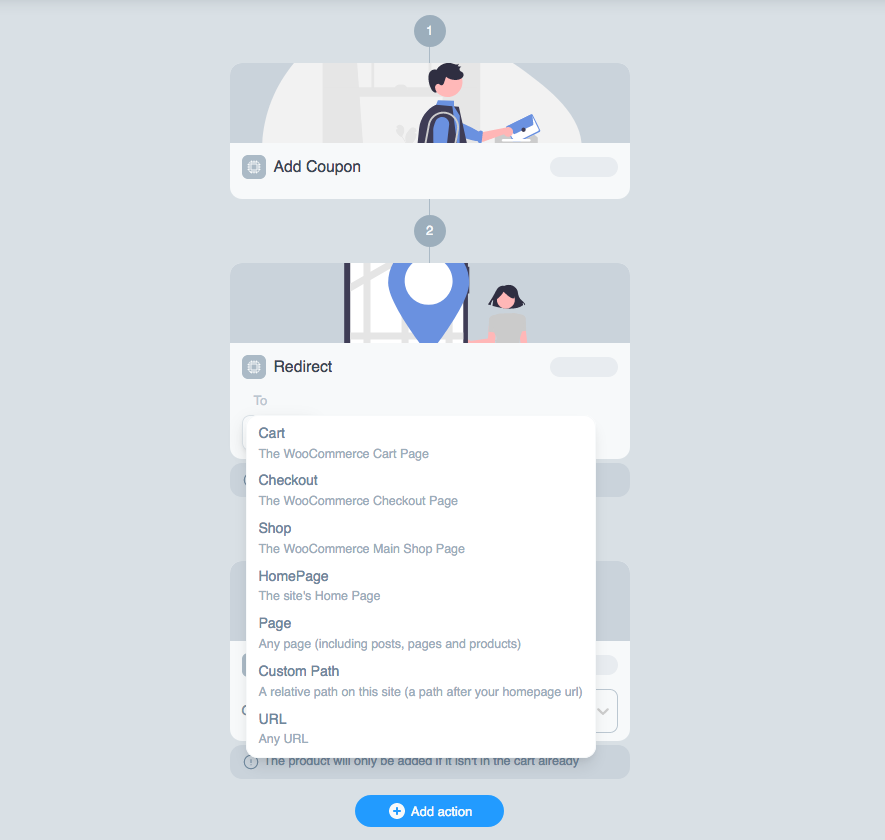 1
Add Coupon
2
Redirect
To
Cart
The WooCommerce Cart Page
Checkout
The WooCommerce Checkout Page
Shop
The WooCommerce Main Shop Page
HomePage
The site's Home Page
Page
Any page (including posts, pages and products)
Custom Path
A relative path on this site (a path after your homepage url)
URL
Any URL
The product will only be added if it isn't in the cart already
Add action